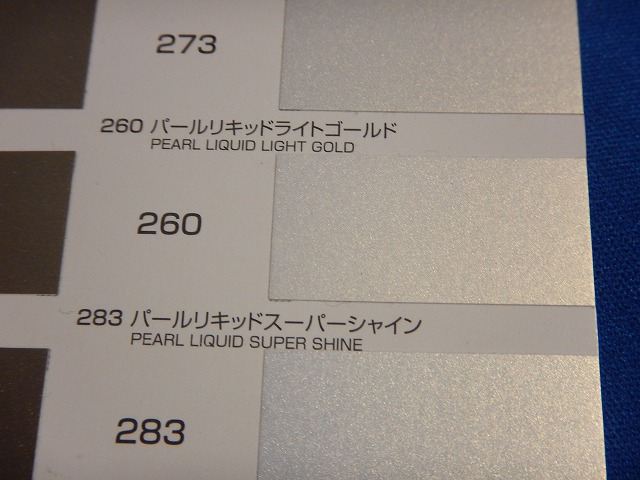 273
260 パールリキッドライトゴールド
PEARL LIQUID LIGHT GOLD
260
283 パールリキッドスーパーシャイン
PEARL LIQUID SUPER SHINE
283